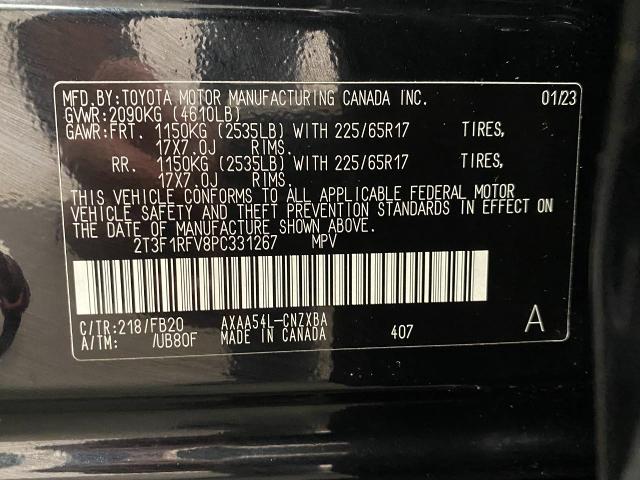 MFD.BY:TOYOTA MOTOR MANUFACTURING CANADA INC. 01/23
GVWR:2090KG (4610LB)
GAWR:FRT. 1150KG (2535LB) WITH 225/65R17 TIRES,
17X7.0J RIMS.
RR. 1150KG (2535LB) WITH 225/65R17 TIRES,
17X7.0J RIMS.
THIS VEHICLE CONFORMS TO ALL APPLICABLE FEDERAL MOTOR
VEHICLE SAFETY AND THEFT PREVENTION STANDARDS IN EFFECT ON
THE DATE OF MANUFACTURE SHOWN ABOVE.
2T3F1RFV8PC331267 MPV
C/TR:218/FB20 AXAA54L-CNZXBA
A/TM: /UB80F MADE IN CANADA 407 A